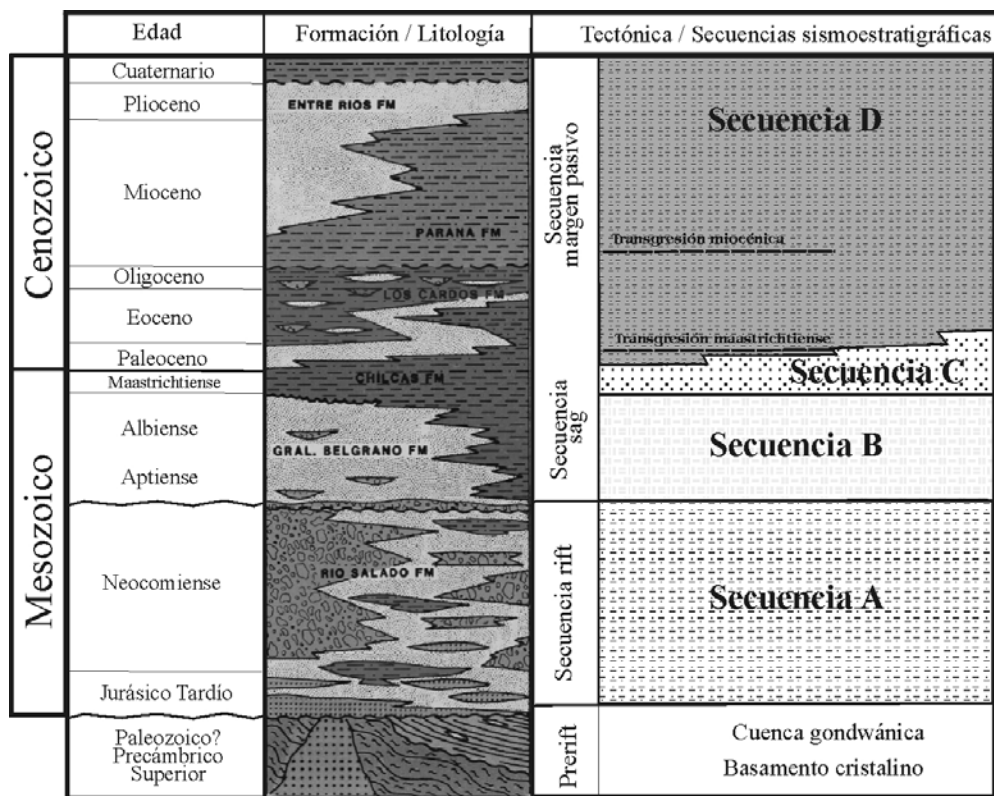 Edad
Formación / Litología
Tectónica / Secuencias sismoestratigráficas
Cenozoico
Mesozoico
Cuaternario
Plioceno
Mioceno
Oligoceno
Eoceno
Paleoceno
Maastrichtiense
Albiense
Aptiense
Neocomiense
Jurásico Tardío
Paleozoico?
Precámbrico
Superior
ENTRE RIOS FM
PARANA FM
LOS CARDOS FM
CHILCAS FM
GRAL. BELGRANO FM
RIO SALADO FM
Secuencia
margen pasivo
Secuencia
sag
Secuencia rift
Prerift
Secuencia D
Transgresión miocénica
Transgresión maastrichtiense
Secuencia C
Secuencia B
Secuencia A
Cuenca gondwánica
Basamento cristalino